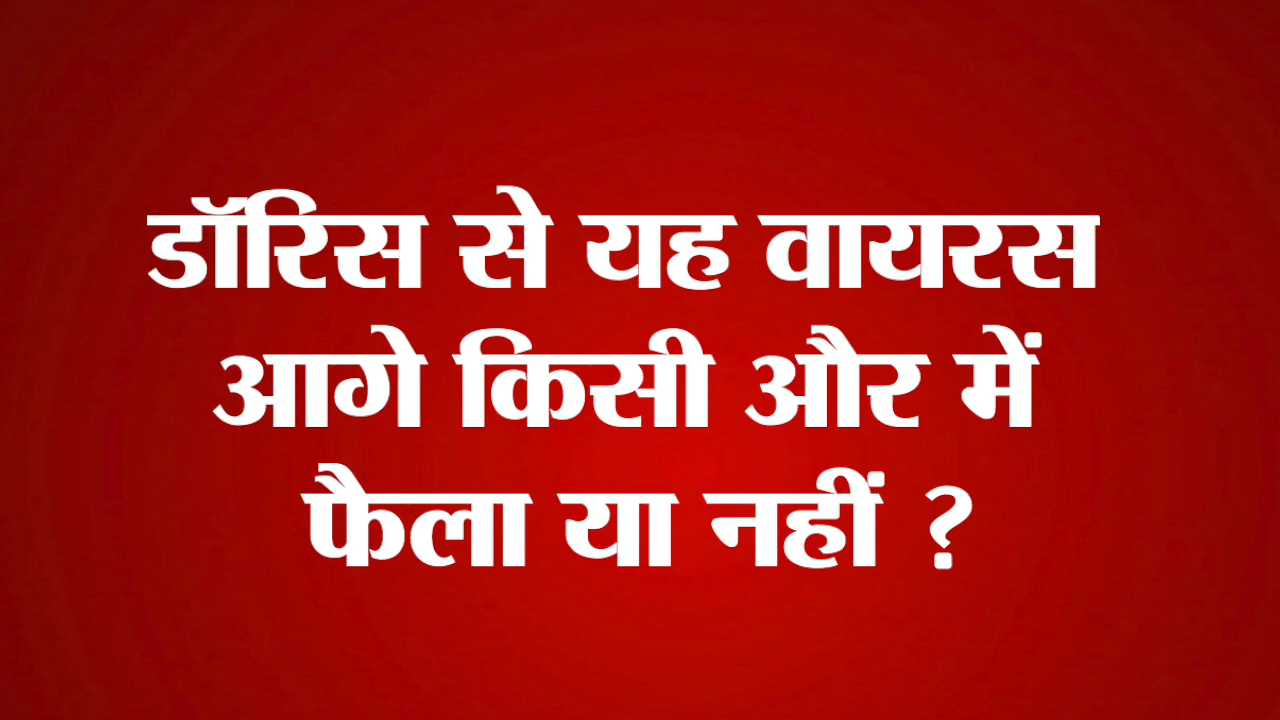 डॉरिस से यह वायरस
आगे किसी और में
फैला या नहीं ?